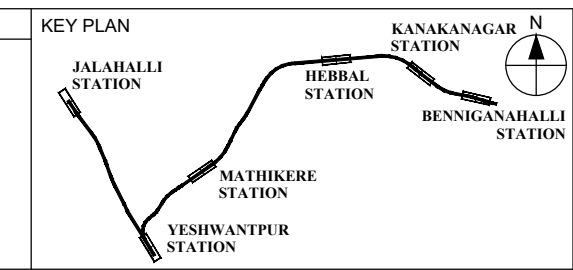 KEY PLAN
KANAKANAGAR
STATION
N
JALAHALLI
STATION
HEBBAL
STATION
BENNIGANAHALLI
STATION
MATHIKERE
STATION
YESHWANTPUR
STATION